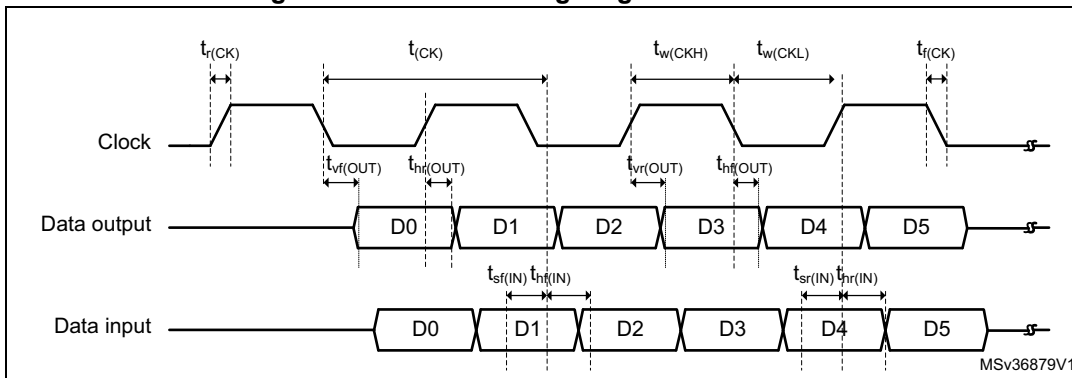 tr(CK) t(CK) tw(CKH) tw(CKL) tf(CK)
Clock
tvf(OUT) thr(OUT) tvr(OUT) thf(OUT)
Data output D0 D1 D2 D3 D4 D5
tsf(IN) thf(IN) tsr(IN) thr(IN)
Data input D0 D1 D2 D3 D4 D5
MSv36879V1